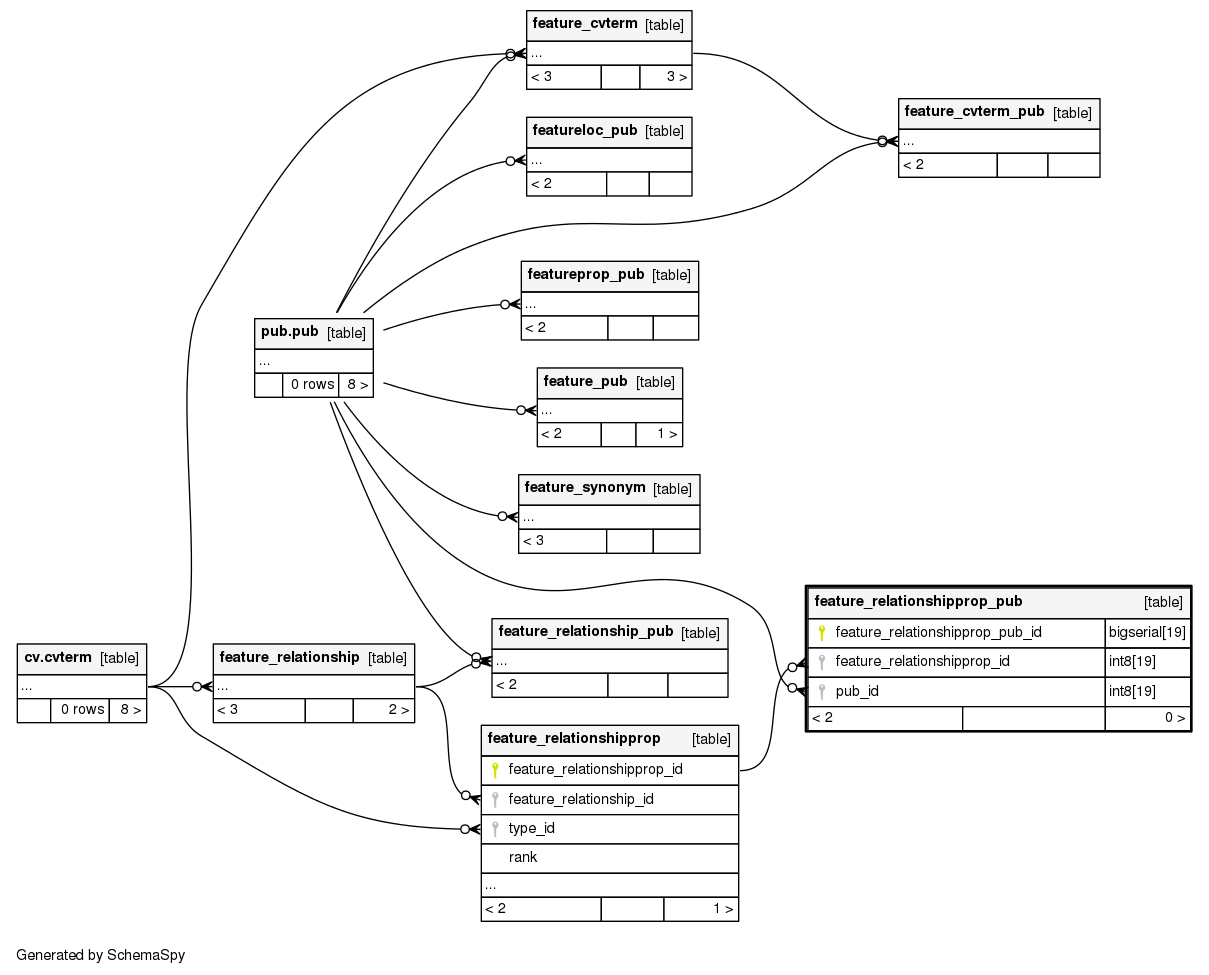 feature_cvterm [table]
...
< 3 3 >
feature_cvterm_pub [table]
...
< 2
featureloc_pub [table]
...
< 2
featureprop_pub [table]
...
< 2
pub.pub [table]
...
0 rows 8 >
feature_pub [table]
...
< 2 1 >
feature_synonym [table]
...
< 3
feature_relationshipprop_pub [table]
feature_relationshipprop_pub_id bigserial[19]
feature_relationshipprop_id int8[19]
pub_id int8[19]
< 2 0 >
feature_relationship_pub [table]
...
< 2
cv.cvterm [table]
...
0 rows 8 >
feature_relationship [table]
...
< 3 2 >
feature_relationshipprop [table]
feature_relationshipprop_id
feature_relationship_id
type_id
rank
...
< 2 1 >
Generated by SchemaSpy